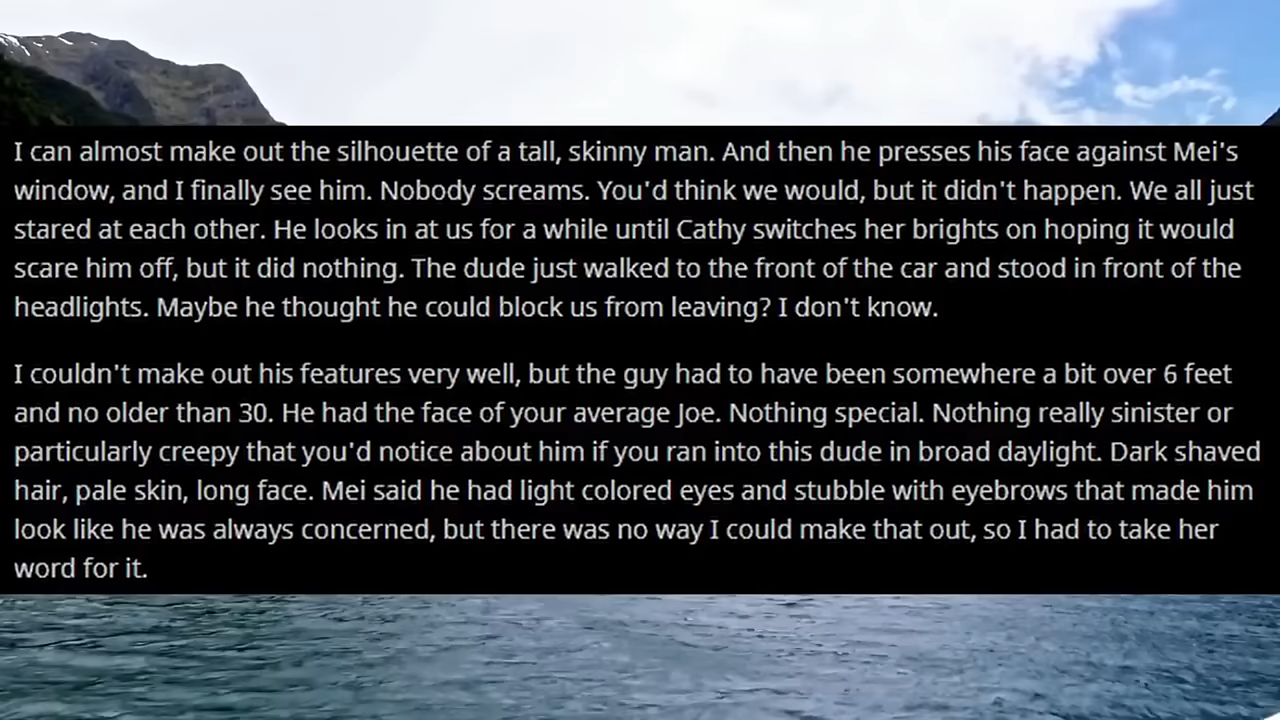 I can almost make out the silhouette of a tall, skinny man. And then he presses his face against Mei's
window, and I finally see him. Nobody screams. You'd think we would, but it didn't happen. We all just
stared at each other. He looks in at us for a while until Cathy switches her brights on hoping it would
scare him off, but it did nothing. The dude just walked to the front of the car and stood in front of the
headlights. Maybe he thought he could block us from leaving? I don't know.
I couldn't make out his features very well, but the guy had to have been somewhere a bit over 6 feet
and no older than 30. He had the face of your average Joe. Nothing special. Nothing really sinister or
particularly creepy that you'd notice about him if you ran into this dude in broad daylight. Dark shaved
hair, pale skin, long face. Mei said he had light colored eyes and stubble with eyebrows that made him
look like he was always concerned, but there was no way I could make that out, so I had to take her
word for it.